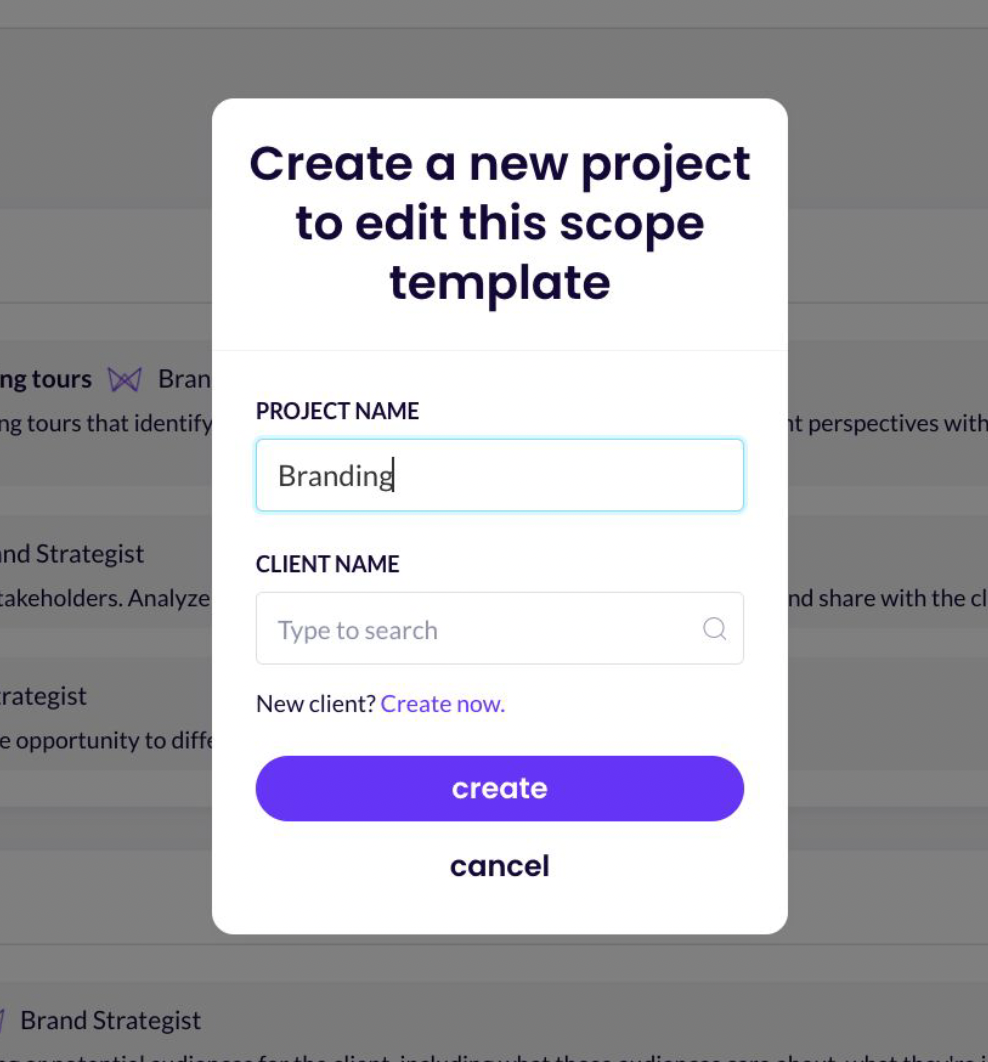 Create a new project
to edit this scope
template
ng tours Bran
ng tours that identify nt perspectives with
PROJECT NAME
Branding
nd Strategist
CLIENT NAME
takeholders. Analyze nd share with the cl
Type to search
rategist
New client? Create now.
e opportunity to diffe
create
cancel
Brand Strategist